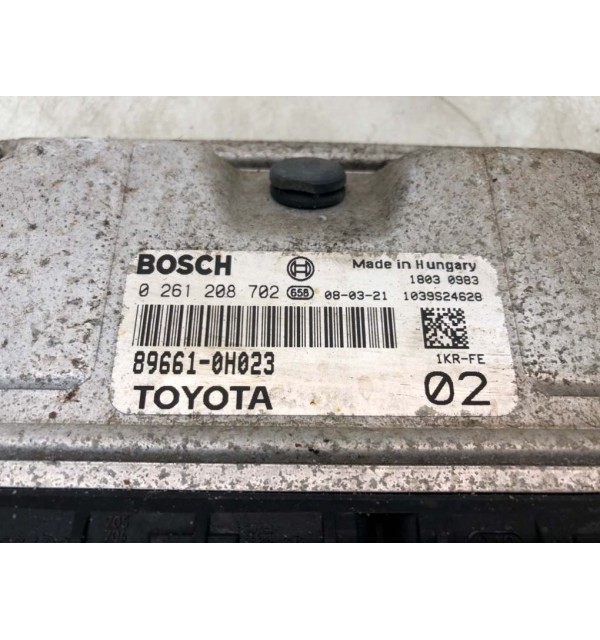 BOSCH Made in Hungary
1803 0983
0 261 208 702 658 08-03-21 1039S24628
89661-0H023 1KR-FE
TOYOTA 02